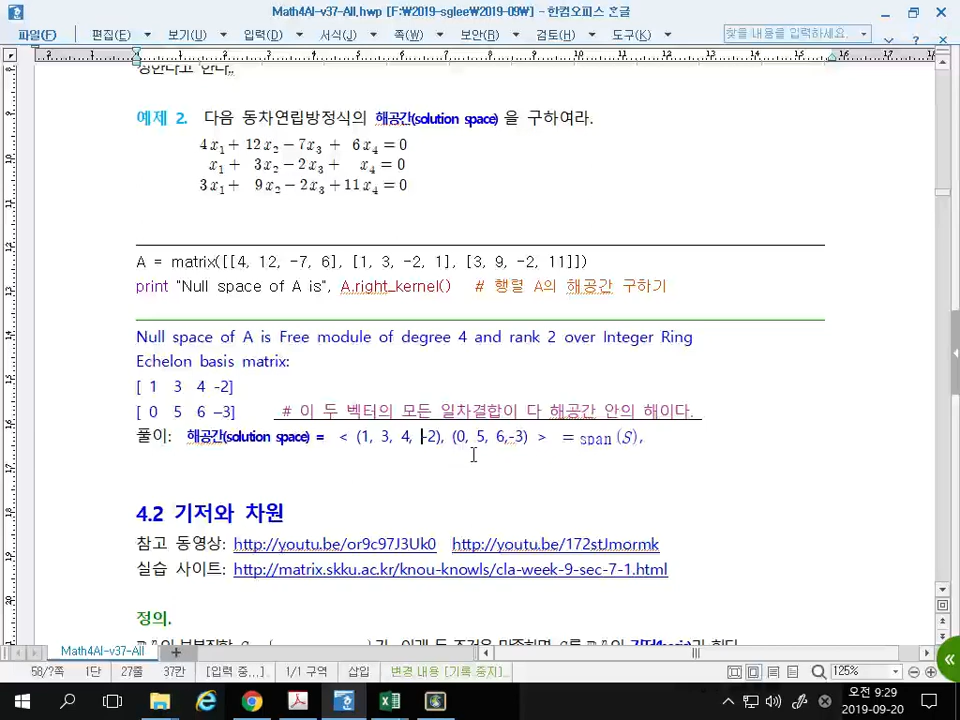 Math4AI-v37-All.hwp [F:\2019-sglee\2019-09\] - 한컴오피스 한글
파일(F) 편집(E) 보기(U) 입력(D) 서식(J) 쪽(W) 보안(R) 검토(H) 도구(K) 찾을 내용을 입력하세요.
예제 2. 다음 동차연립방정식의 해공간(solution space) 을 구하여라.
4x₁ + 12x₂ − 7x₃ + 6x₄ = 0
x₁ + 3x₂ − 2x₃ + x₄ = 0
3x₁ + 9x₂ − 2x₃ + 11x₄ = 0
A = matrix([[4, 12, -7, 6], [1, 3, -2, 1], [3, 9, -2, 11]])
print "Null space of A is", A.right_kernel() # 행렬 A의 해공간 구하기
Null space of A is Free module of degree 4 and rank 2 over Integer Ring
Echelon basis matrix:
[ 1 3 4 -2]
[ 0 5 6 –3] # 이 두 벡터의 모든 일차결합이 다 해공간 안의 해이다.
풀이: 해공간(solution space) = < (1, 3, 4, -2), (0, 5, 6,-3) > = span(S),
4.2 기저와 차원
참고 동영상: http://youtu.be/or9c97J3Uk0 http://youtu.be/172stJmormk
실습 사이트: http://matrix.skku.ac.kr/knou-knowls/cla-week-9-sec-7-1.html
정의.
Math4AI-v37-All
58/?쪽 1단 27줄 37칸 [입력 중..] 1/1 구역 삽입 변경 내용 [기록 중지] 125%
오전 9:29
2019-09-20